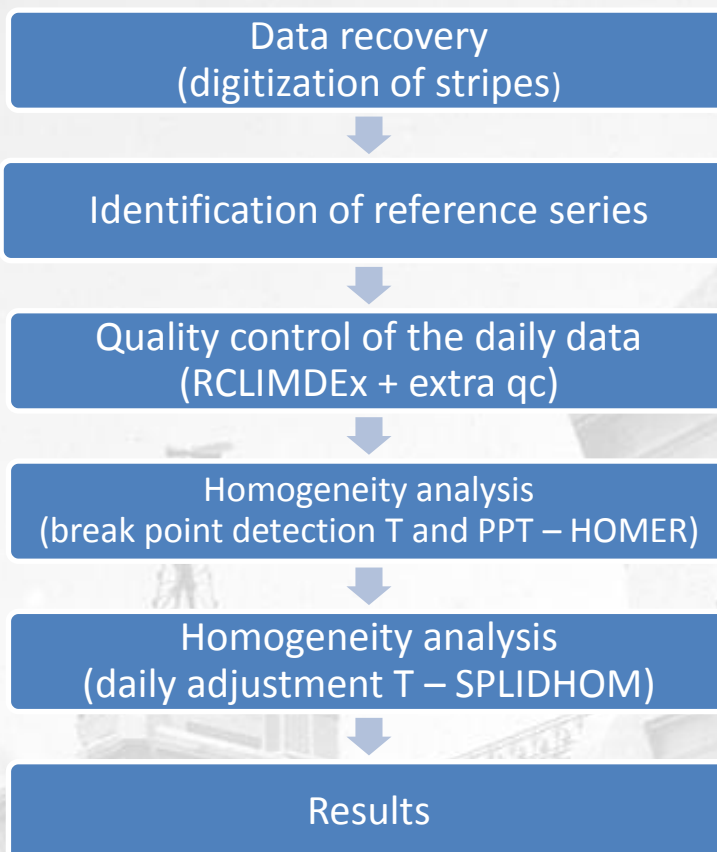 Data recovery
(digitization of stripes)
Identification of reference series
Quality control of the daily data
(RCLIMDEx + extra qc)
Homogeneity analysis
(break point detection T and PPT – HOMER)
Homogeneity analysis
(daily adjustment T – SPLIDHOM)
Results